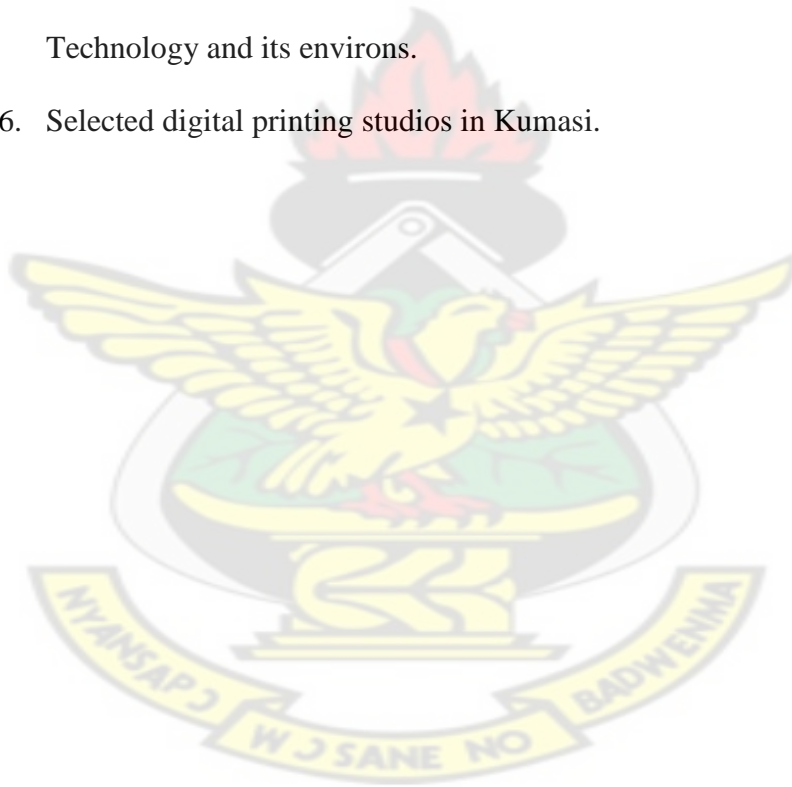 Technology and its environs.
6. Selected digital printing studios in Kumasi.
NYANSAPƆ
WƆSANE NO
BADWENMA